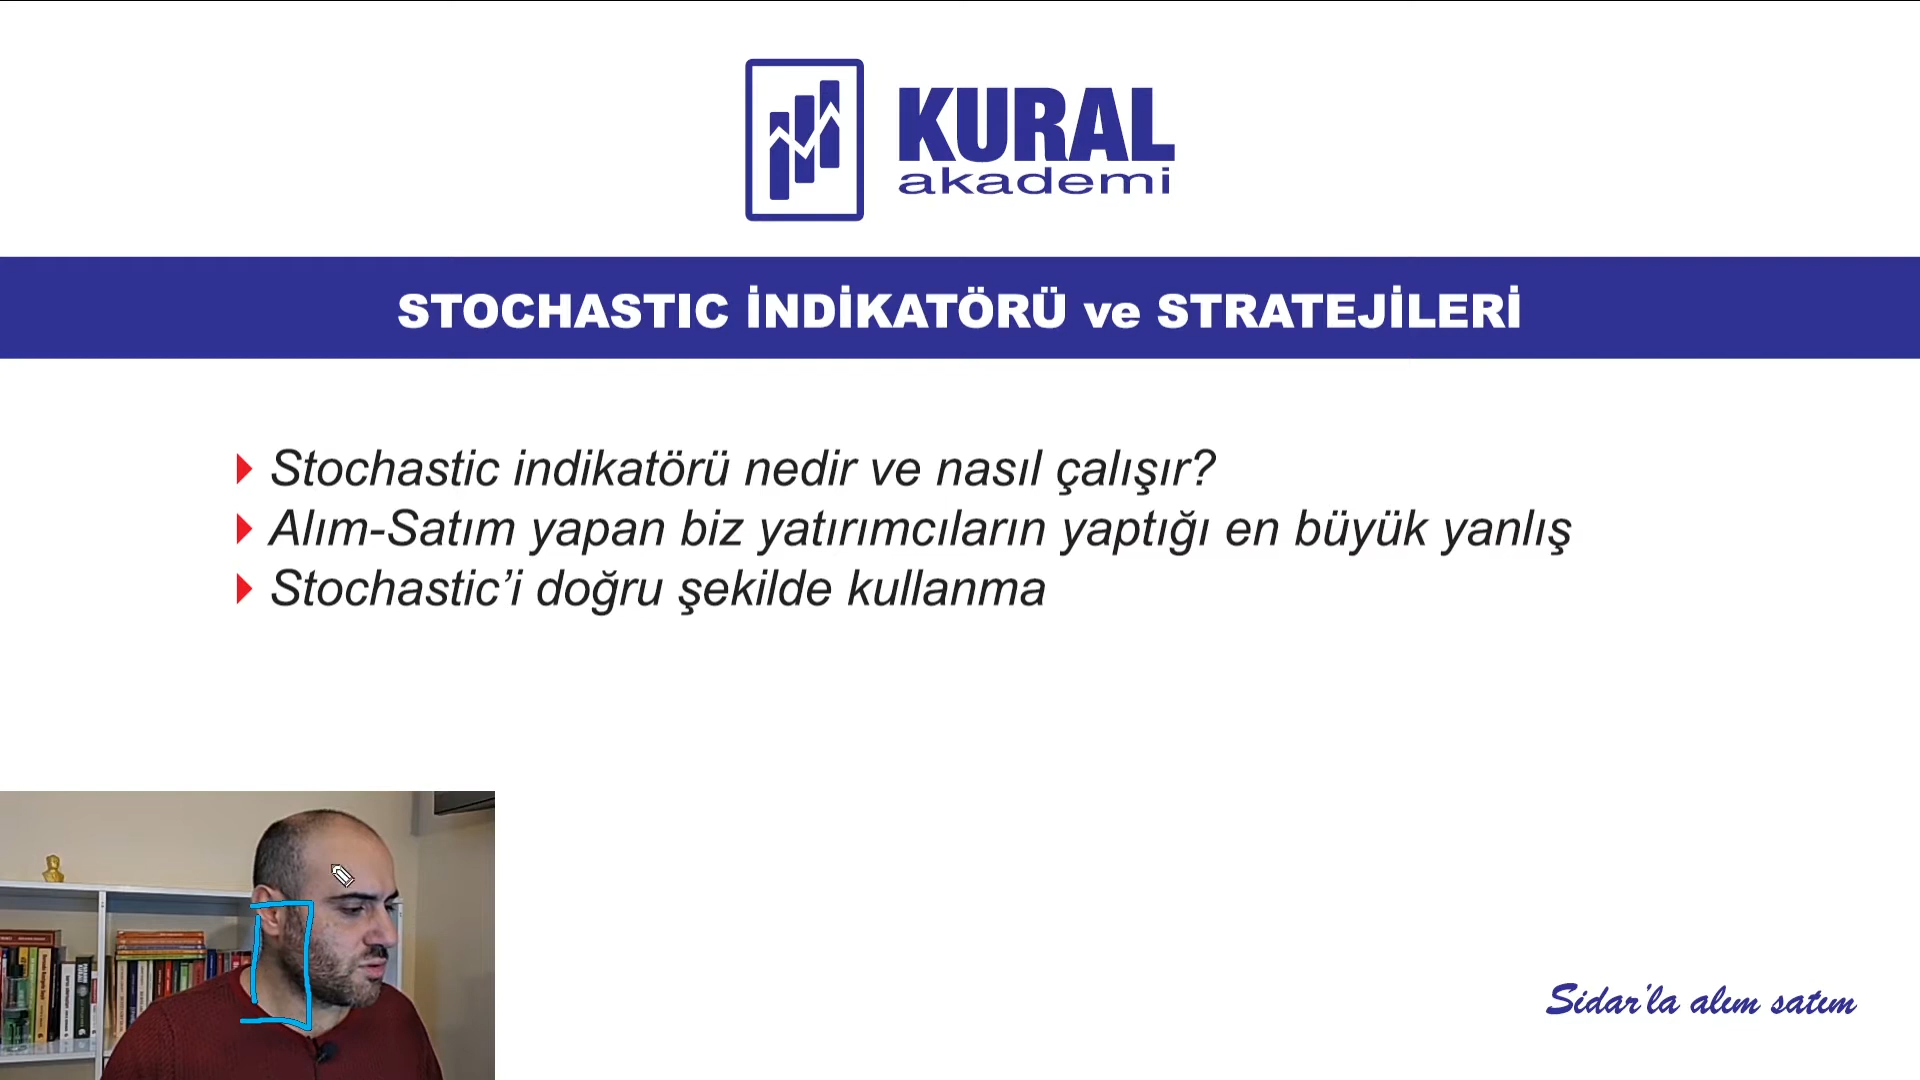 KURAL
akademi
STOCHASTIC İNDİKATÖRÜ ve STRATEJİLERİ
Stochastic indikatörü nedir ve nasıl çalışır?
Alım-Satım yapan biz yatırımcıların yaptığı en büyük yanlış
Stochastic’i doğru şekilde kullanma
Sidar’la alım satım